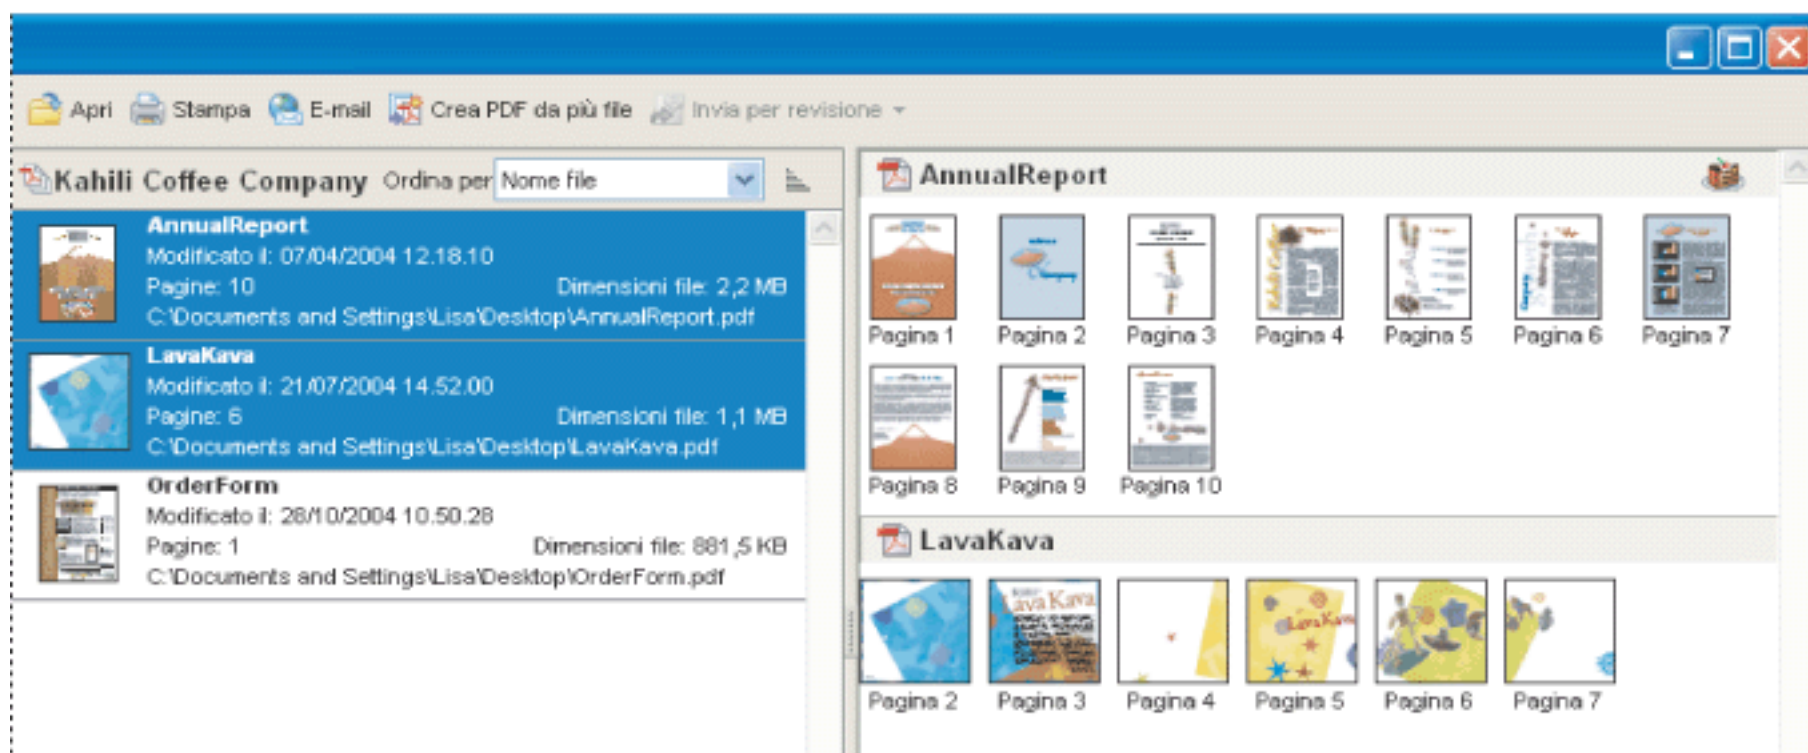 Apri Stampa E-mail Crea PDF da più file Invia per revisione
Kahili Coffee Company Ordina per Nome file
AnnualReport
Modificato il: 07/04/2004 12.18.10
Pagine: 10 Dimensioni file: 2,2 MB
C:\Documents and Settings\Lisa\Desktop\AnnualReport.pdf
LavaKava
Modificato il: 21/07/2004 14.52.00
Pagine: 6 Dimensioni file: 1,1 MB
C:\Documents and Settings\Lisa\Desktop\LavaKava.pdf
OrderForm
Modificato il: 28/10/2004 10.50.28
Pagine: 1 Dimensioni file: 881,5 KB
C:\Documents and Settings\Lisa\Desktop\OrderForm.pdf
AnnualReport
Pagina 1 Pagina 2 Pagina 3 Pagina 4 Pagina 5 Pagina 6 Pagina 7
Pagina 8 Pagina 9 Pagina 10
LavaKava
Lava Kava
LavaKava
Pagina 2 Pagina 3 Pagina 4 Pagina 5 Pagina 6 Pagina 7